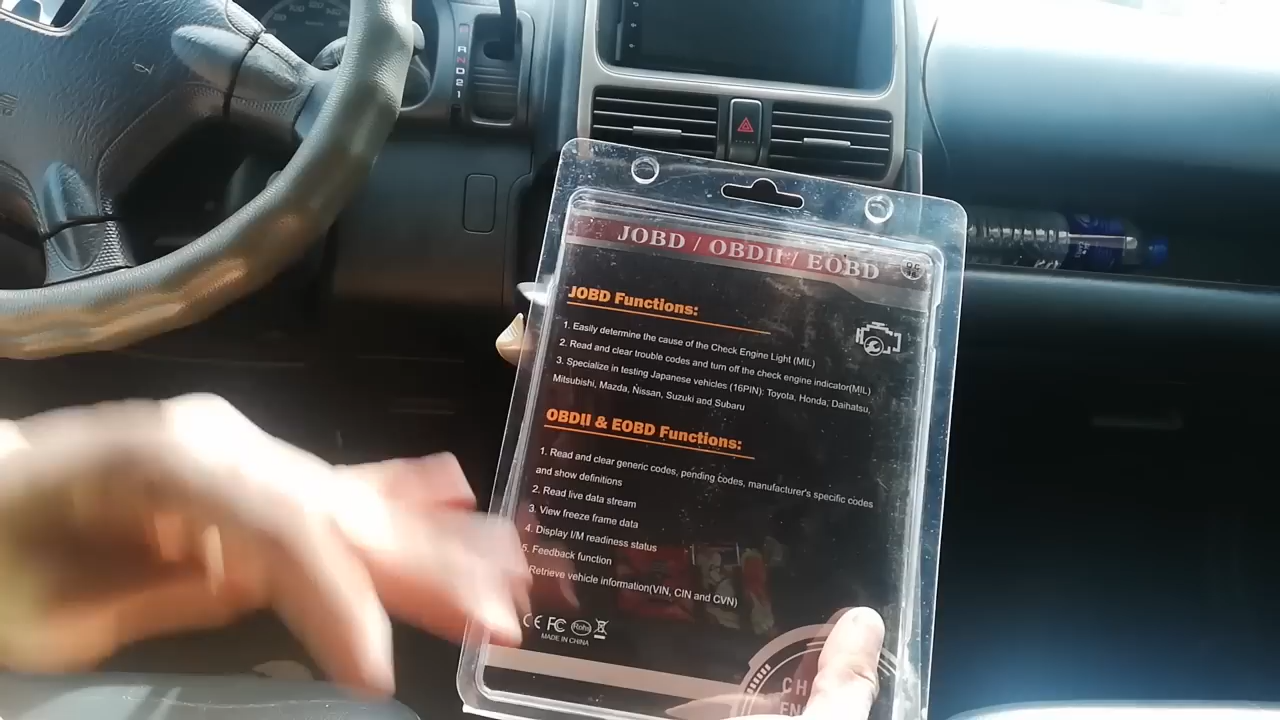 R
N
D
2
1
JOBD / OBDII / EOBD
JOBD Functions:
1. Easily determine the cause of the Check Engine Light (MIL)
2. Read and clear trouble codes and turn off the check engine indicator(MIL)
3. Specialize in testing Japanese vehicles (16PIN): Toyota, Honda, Daihatsu,
Mitsubishi, Mazda, Nissan, Suzuki and Subaru
OBDII & EOBD Functions:
1. Read and clear generic codes, pending codes, manufacturer's specific codes
and show definitions
2. Read live data stream
3. View freeze frame data
4. Display I/M readiness status
5. Feedback function
Retrieve vehicle information(VIN, CIN and CVN)
CE FC RoHS
MADE IN CHINA